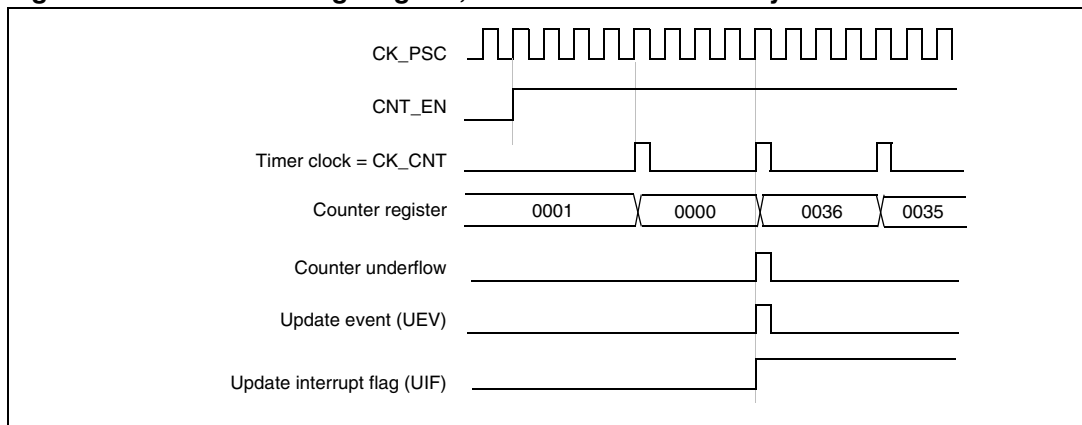 CK_PSC
CNT_EN
Timer clock = CK_CNT
Counter register 0001 0000 0036 0035
Counter underflow
Update event (UEV)
Update interrupt flag (UIF)